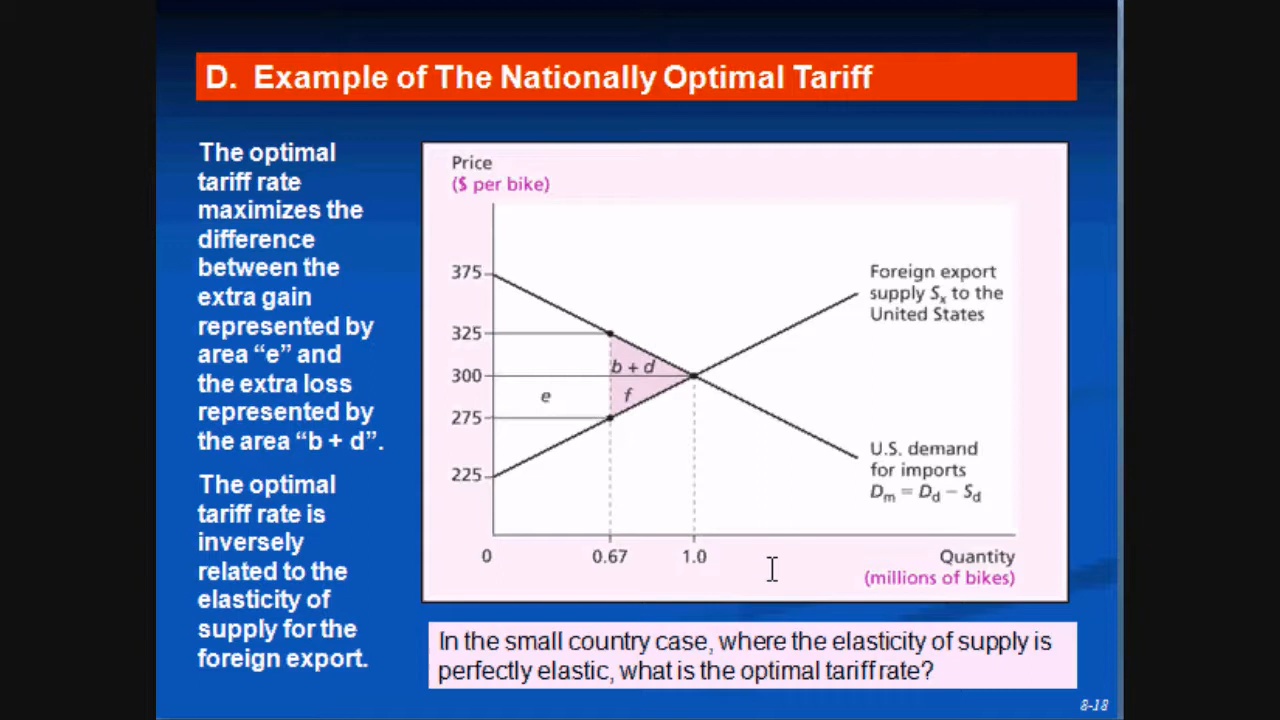 D. Example of The Nationally Optimal Tariff
The optimal
tariff rate
maximizes the
difference
between the
extra gain
represented by
area “e” and
the extra loss
represented by
the area “b + d”.
The optimal
tariff rate is
inversely
related to the
elasticity of
supply for the
foreign export.
Price
($ per bike)
375
325
300
275
225
b + d
e
f
Foreign export
supply Sx to the
United States
U.S. demand
for imports
Dm = Dd − Sd
0
0.67
1.0
Quantity
(millions of bikes)
In the small country case, where the elasticity of supply is
perfectly elastic, what is the optimal tariff rate?
8-18